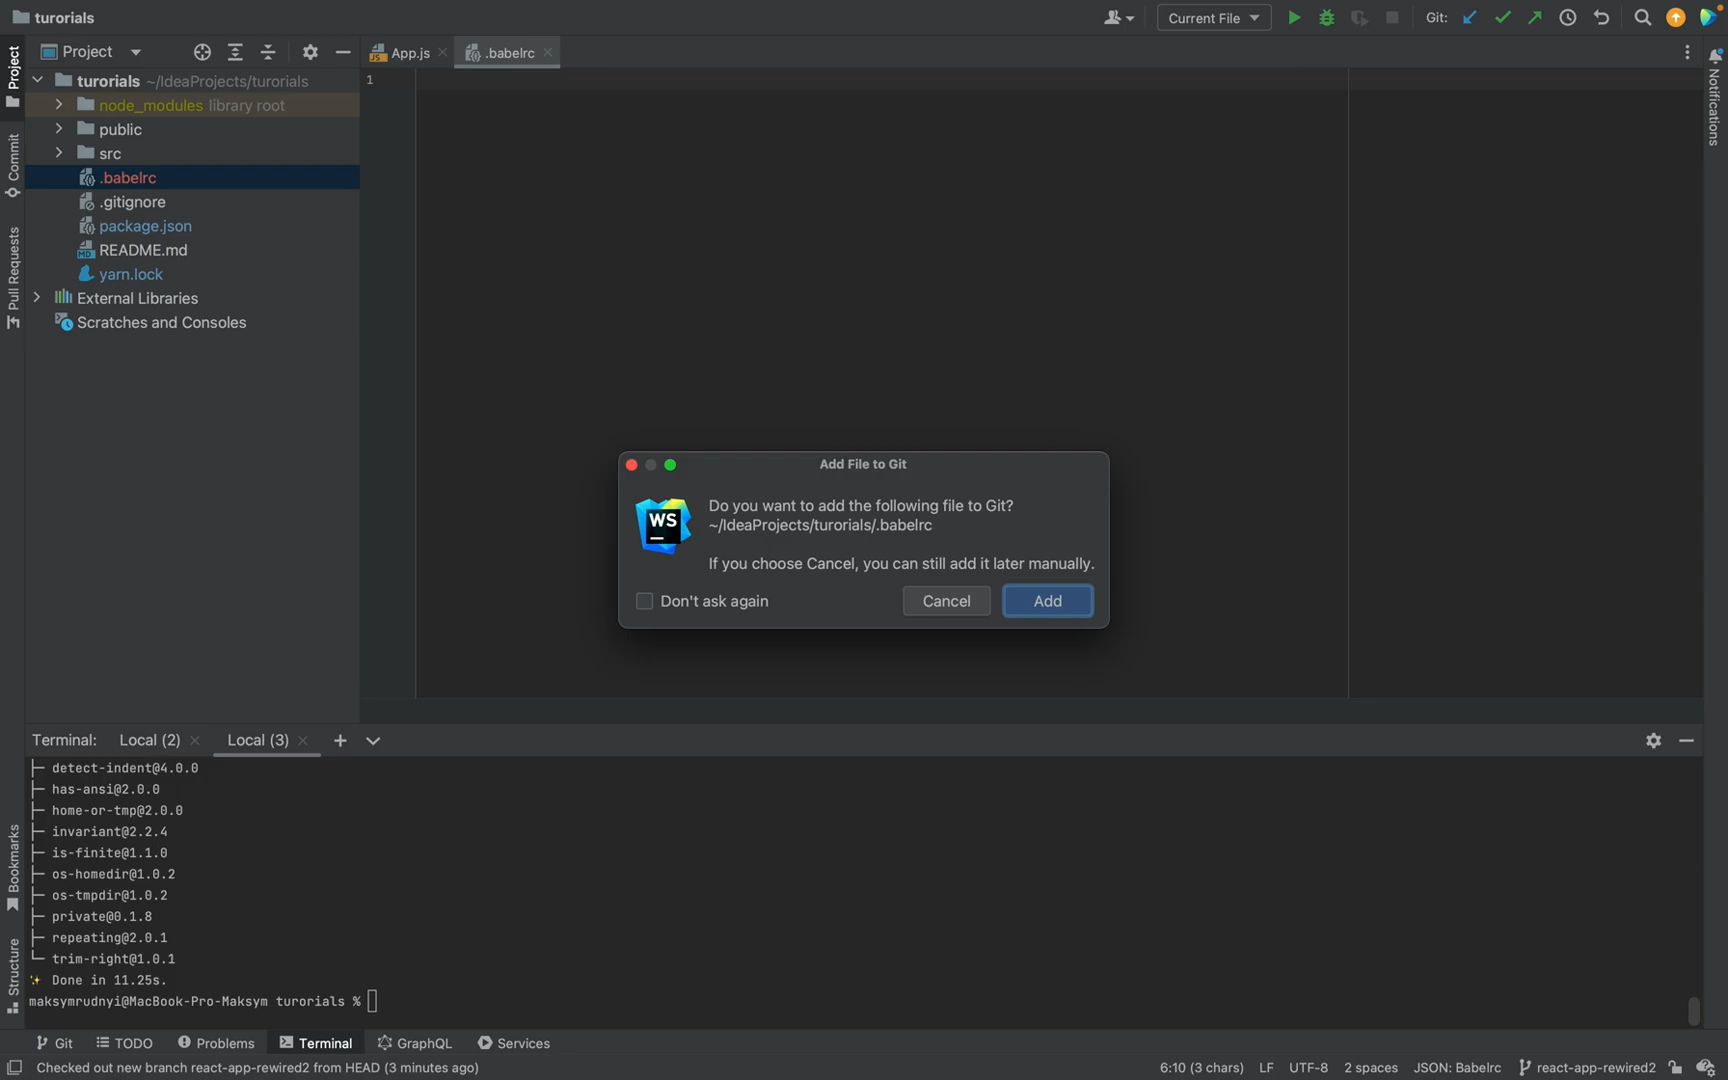 turorials
Current File
Git:
Project
App.js
.babelrc
Project
Commit
Pull Requests
Bookmarks
Structure
Notifications
turorials ~/IdeaProjects/turorials
node_modules library root
public
src
.babelrc
.gitignore
package.json
README.md
yarn.lock
External Libraries
Scratches and Consoles
1
Add File to Git
WS
Do you want to add the following file to Git?
~/IdeaProjects/turorials/.babelrc
If you choose Cancel, you can still add it later manually.
Don't ask again
Cancel
Add
Terminal: Local (2) Local (3)
├─ detect-indent@4.0.0
├─ has-ansi@2.0.0
├─ home-or-tmp@2.0.0
├─ invariant@2.2.4
├─ is-finite@1.1.0
├─ os-homedir@1.0.2
├─ os-tmpdir@1.0.2
├─ private@0.1.8
├─ repeating@2.0.1
└─ trim-right@1.0.1
✨ Done in 11.25s.
maksymrudnyi@MacBook-Pro-Maksym turorials %
Git TODO Problems Terminal GraphQL Services
Checked out new branch react-app-rewired2 from HEAD (3 minutes ago)
6:10 (3 chars) LF UTF-8 2 spaces JSON: Babelrc react-app-rewired2